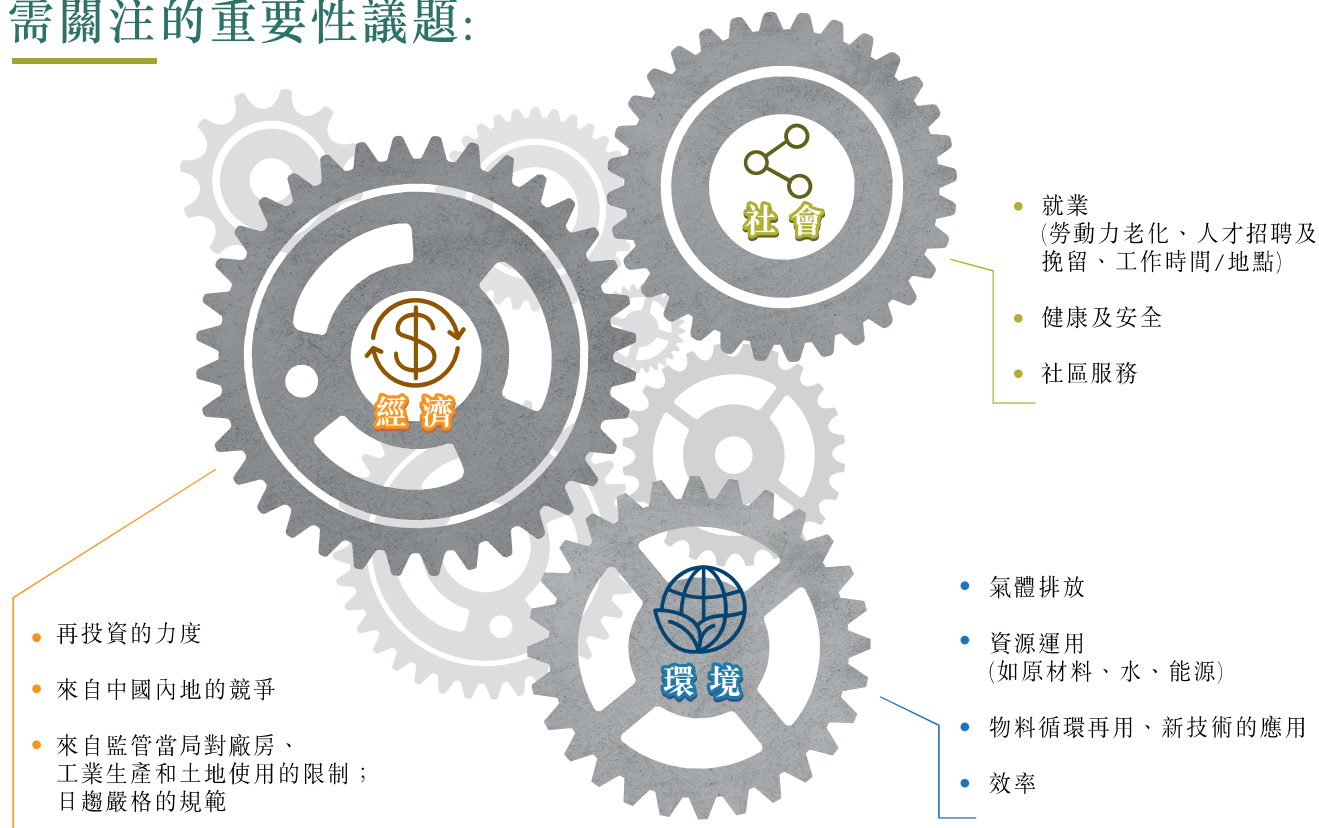 需關注的重要性議題:
社會
就業
(勞動力老化、人才招聘及
挽留、工作時間/地點)
健康及安全
社區服務
經濟
再投資的力度
來自中國內地的競爭
來自監管當局對廠房、
工業生產和土地使用的限制；
日趨嚴格的規範
環境
氣體排放
資源運用
(如原材料、水、能源)
物料循環再用、新技術的應用
效率